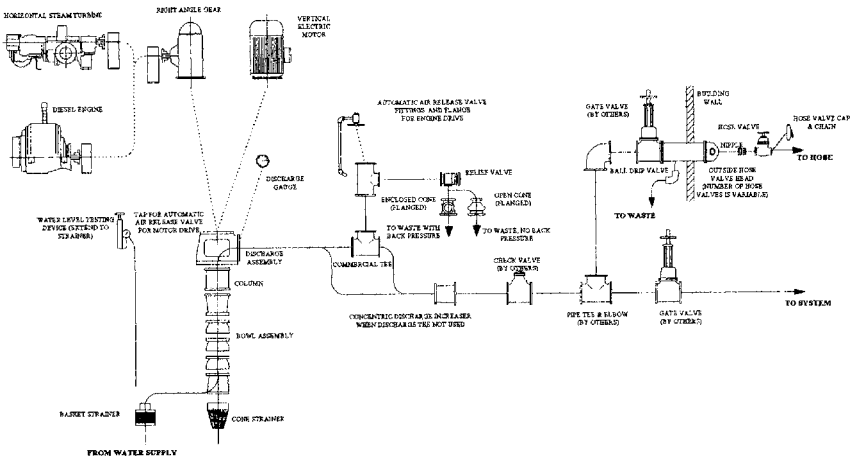 HORIZONTAL STEAM TURBINE
RIGHT ANGLE GEAR
VERTICAL
ELECTRIC
MOTOR
DIESEL ENGINE
AUTOMATIC AIR RELEASE VALVE
FITTINGS AND FLANGE
FOR ENGINE DRIVE
GATE VALVE
(BY OTHERS)
BUILDING
WALL
HOSE VALVE
HOSE VALVE CAP
& CHAIN
NIPPLE
TO HOSE
BALL DRIP VALVE
OUTSIDE HOSE
VALVE HEAD
(NUMBER OF HOSE
VALVES IS VARIABLE)
TO WASTE
DISCHARGE
GAUGE
RELIEF VALVE
ENCLOSED CONE
(FLANGED)
OPEN CONE
(FLANGED)
TO WASTE WITH
BACK PRESSURE
TO WASTE, NO BACK
PRESSURE
WATER LEVEL TESTING
DEVICE (EXTEND TO
STRAINER)
TAP FOR AUTOMATIC
AIR RELEASE VALVE
FOR MOTOR DRIVE
DISCHARGE
ASSEMBLY
COMMERCIAL TEE
CHECK VALVE
(BY OTHERS)
COLUMN
CONCENTRIC DISCHARGE INCREASER
WHEN DISCHARGE TEE NOT USED
PIPE TEE & ELBOW
(BY OTHERS)
GATE VALVE
(BY OTHERS)
TO SYSTEM
BOWL ASSEMBLY
BASKET STRAINER
CONE STRAINER
FROM WATER SUPPLY